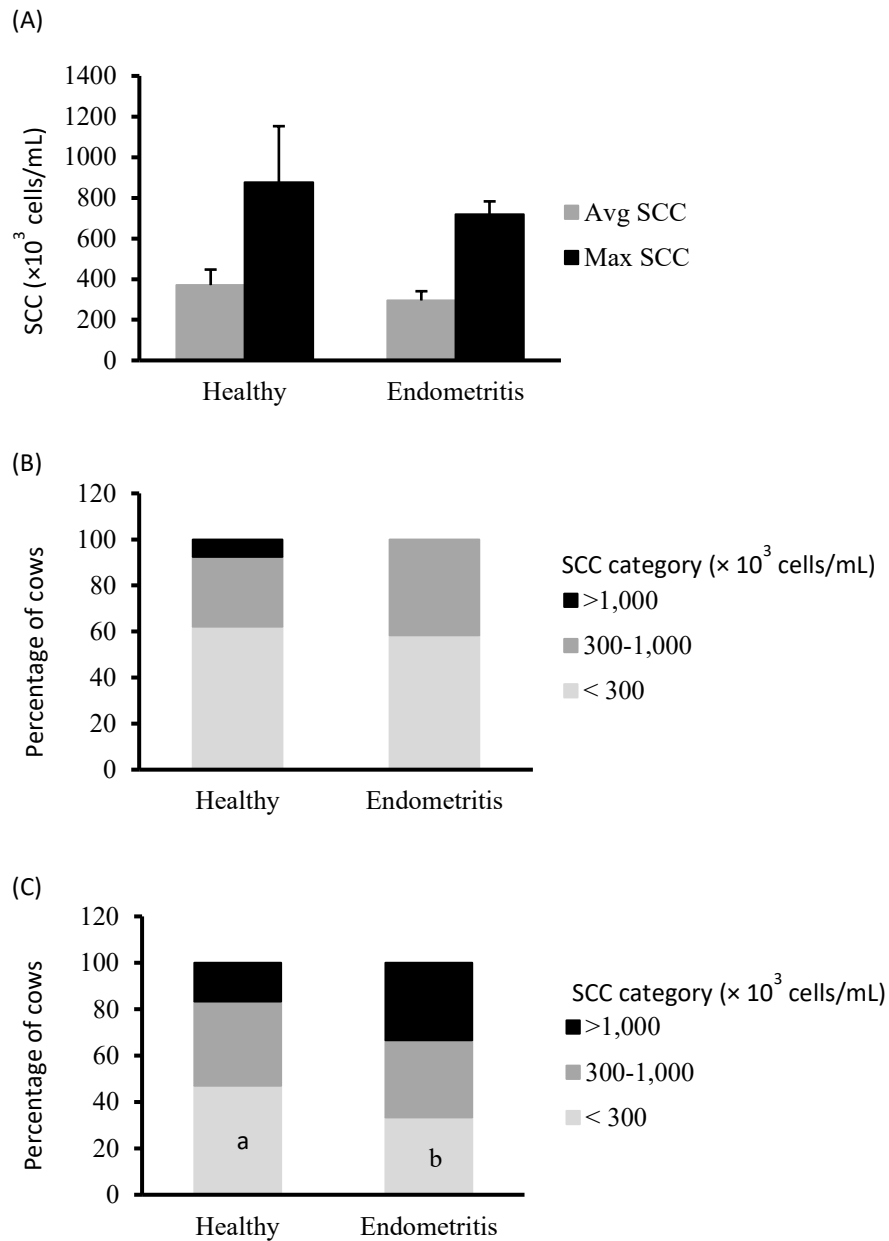 (A)
1400
1200
1000
800
600
400
200
0
SCC (×10³ cells/mL)
Avg SCC
Max SCC
Healthy
Endometritis
(B)
120
100
80
60
40
20
0
Percentage of cows
SCC category (× 10³ cells/mL)
>1,000
300-1,000
< 300
Healthy
Endometritis
(C)
120
100
80
60
40
20
0
Percentage of cows
SCC category (× 10³ cells/mL)
>1,000
300-1,000
< 300
a
b
Healthy
Endometritis